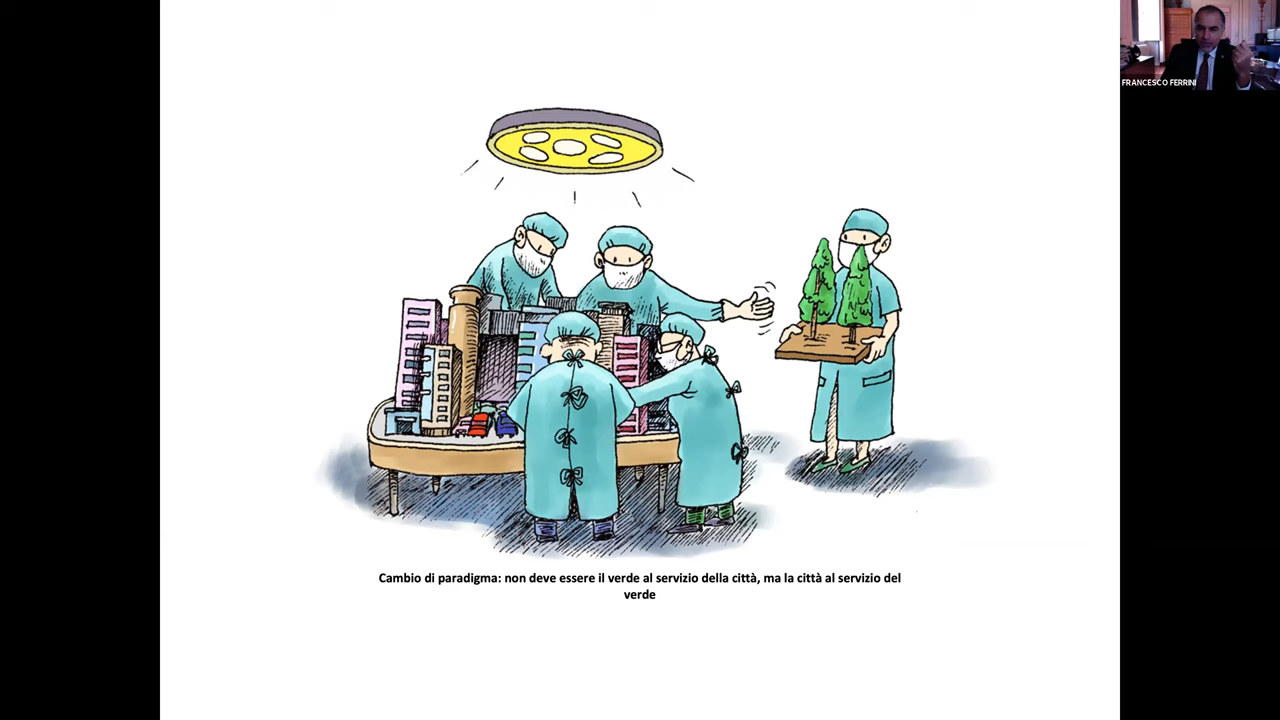 FRANCESCO FERRINI
Cambio di paradigma: non deve essere il verde al servizio della città, ma la città al servizio del
verde